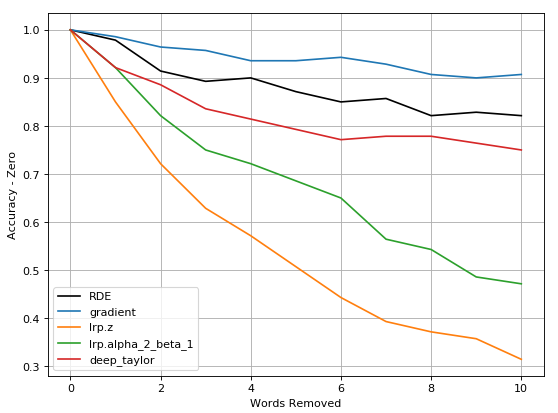 Accuracy - Zero
1.0
0.9
0.8
0.7
0.6
0.5
0.4
0.3
RDE
gradient
lrp.z
lrp.alpha_2_beta_1
deep_taylor
0
2
4
6
8
10
Words Removed